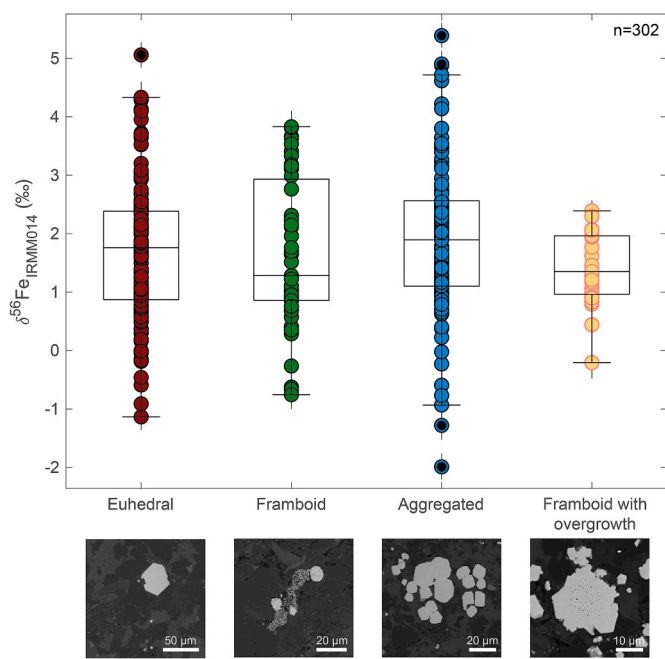 n=302
5
4
3
2
1
0
-1
-2
δ⁵⁶Fe_IRMM014 (‰)
Euhedral
Framboid
Aggregated
Framboid with
overgrowth
50 µm
20 µm
20 µm
10 µm